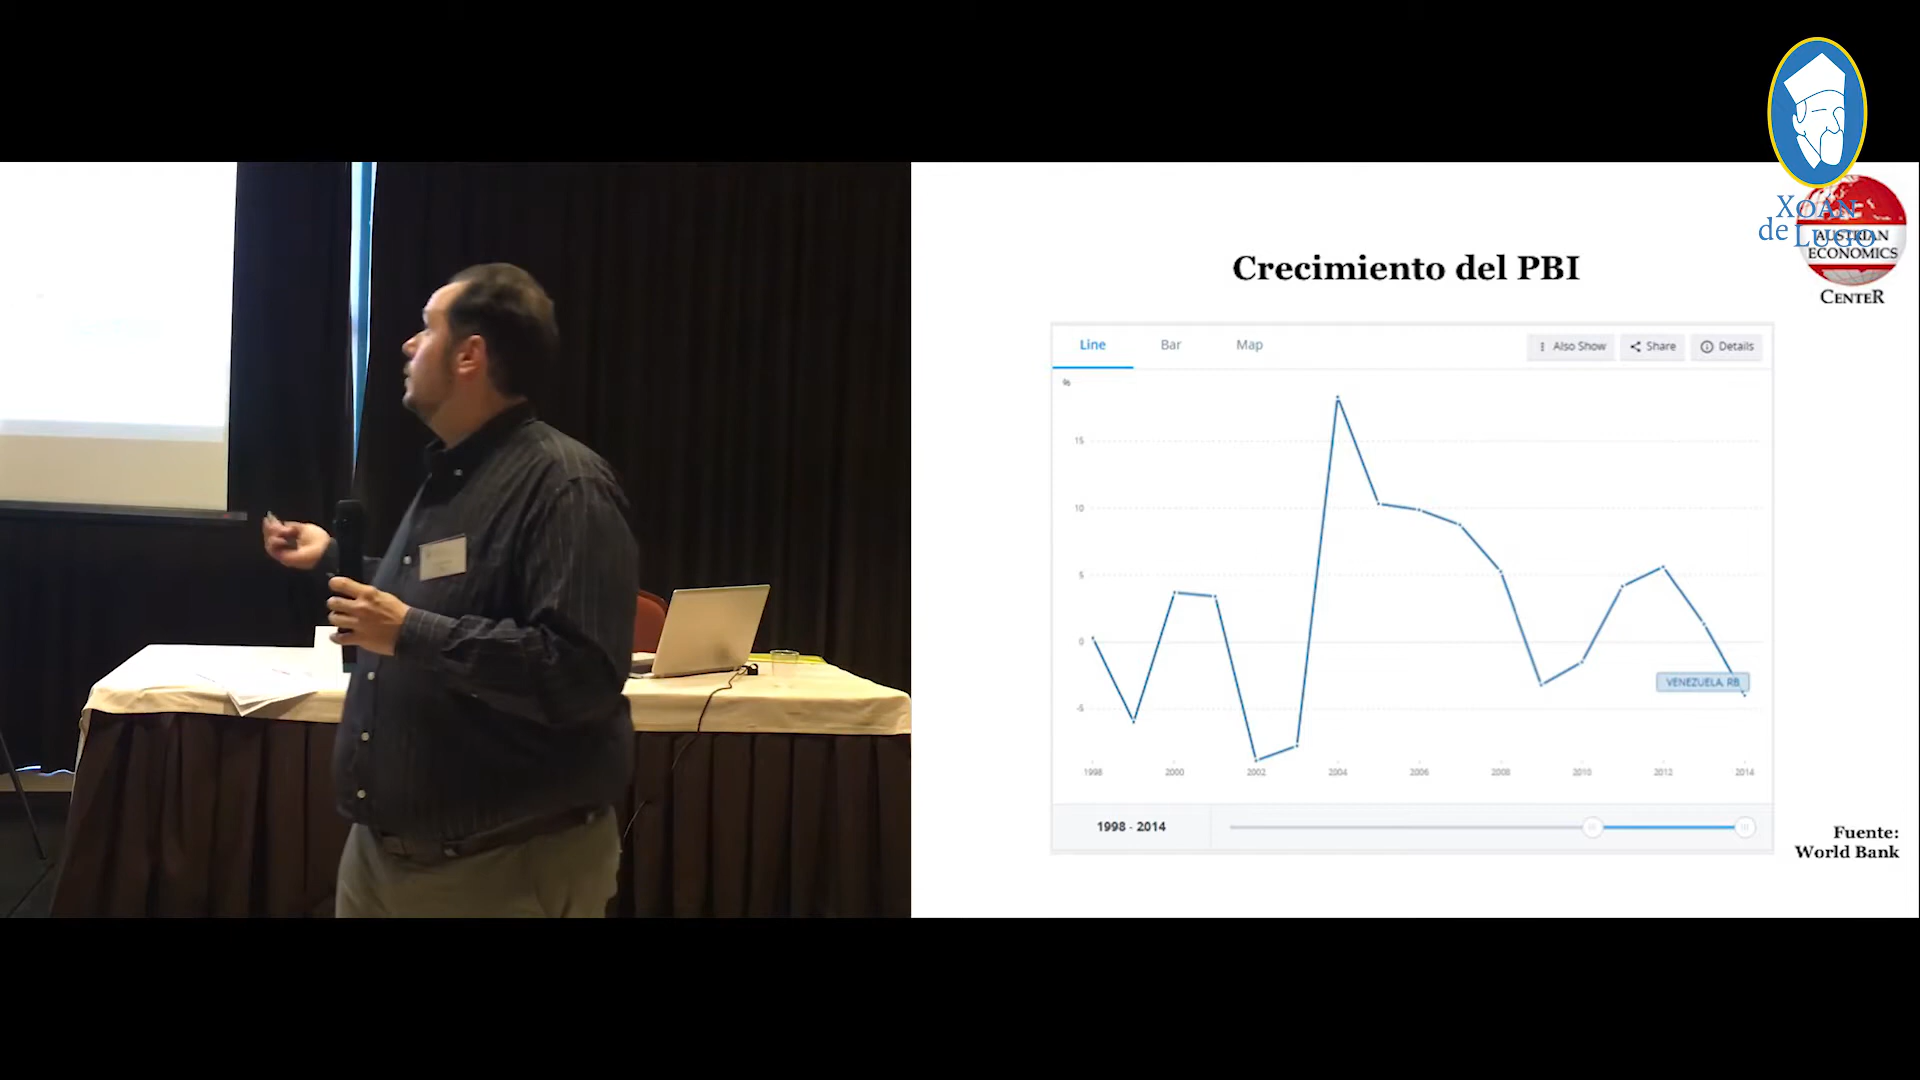 Xoán
de Lugo
AUSTRIAN
ECONOMICS
CENTER
Crecimiento del PBI
Line
Bar
Map
Also Show
Share
Details
%
15
10
5
0
-5
VENEZUELA, RB
1998
2000
2002
2004
2006
2008
2010
2012
2014
1998 - 2014
Fuente:
World Bank